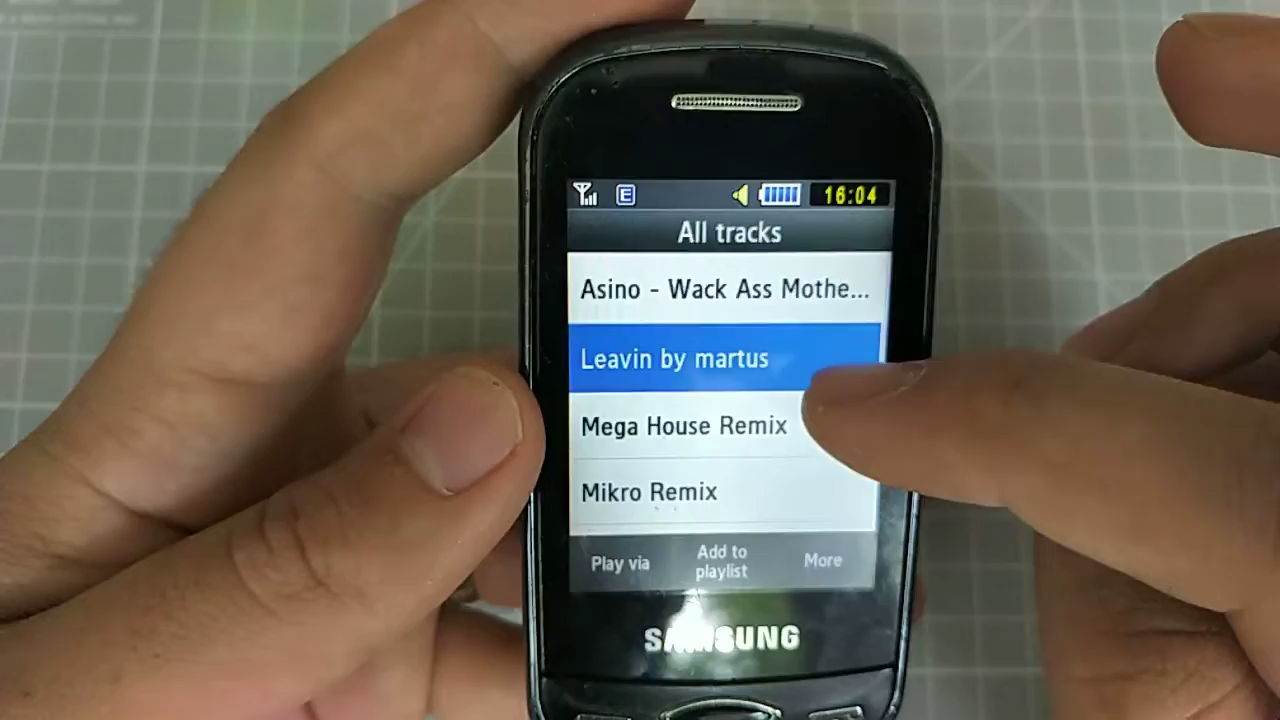 E
16:04
All tracks
Asino - Wack Ass Mothe...
Leavin by martus
Mega House Remix
Mikro Remix
Play via
Add to
playlist
More
SAMSUNG